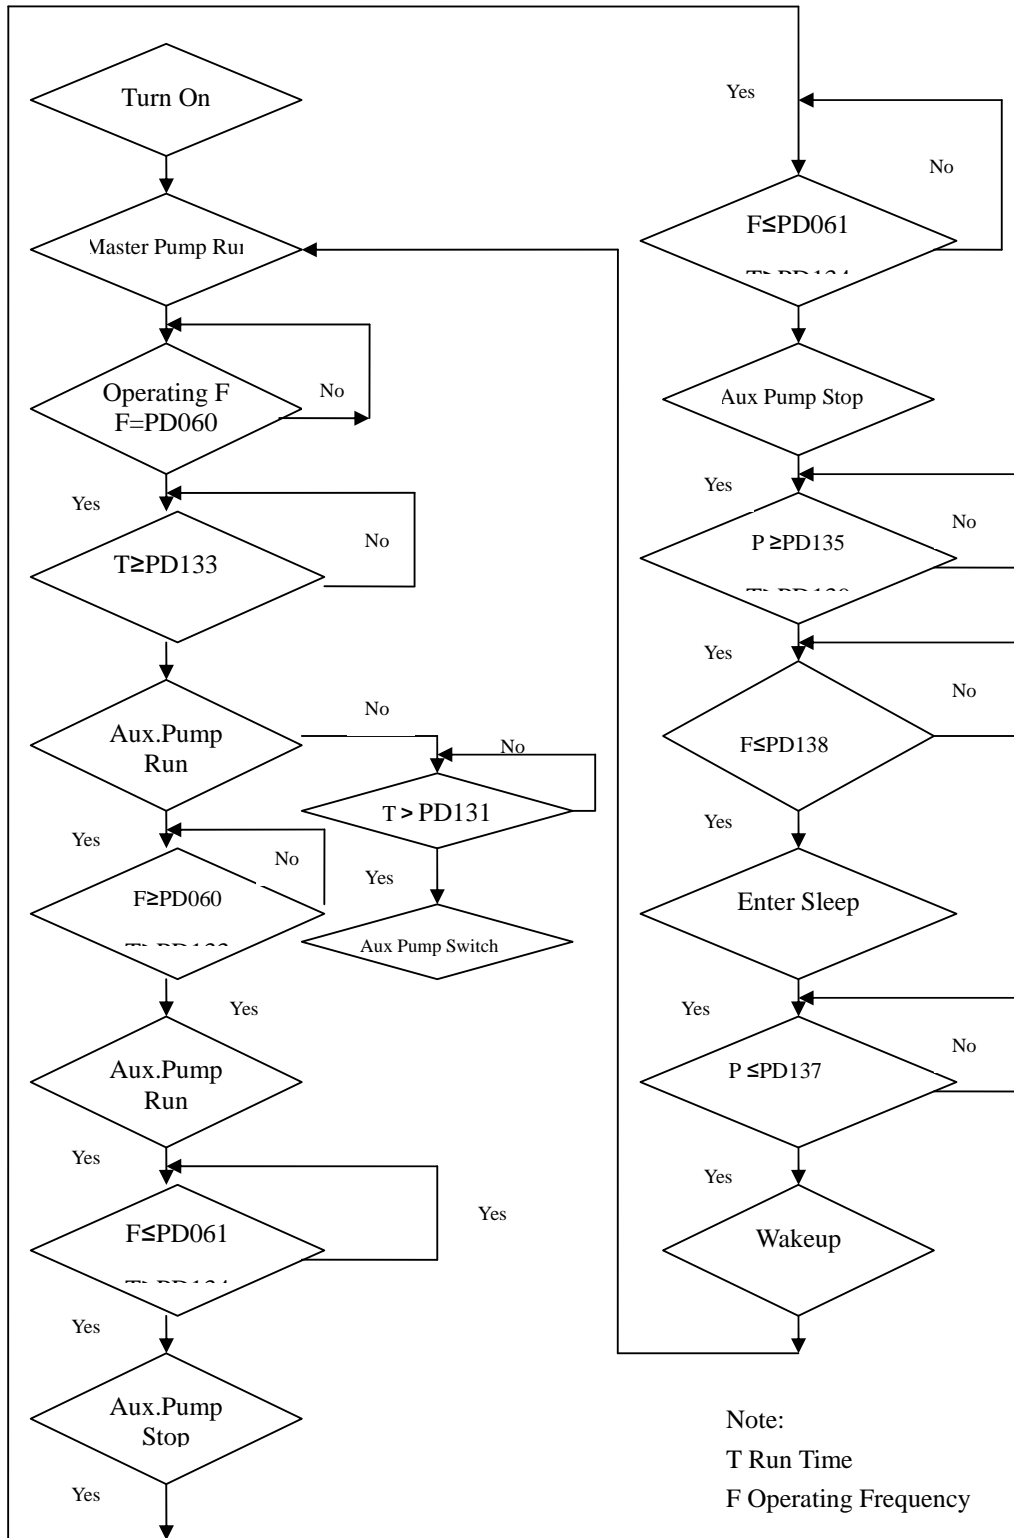 Turn On
Master Pump Run
Operating F
F=PD060
No
Yes
T≥PD133
No
Aux.Pump
Run
No
No
T > PD131
Yes
Aux Pump Switch
Yes
No
F≥PD060
Yes
Aux.Pump
Run
Yes
F≤PD061
Yes
Yes
Aux.Pump
Stop
Yes
Yes
No
F≤PD061
Aux Pump Stop
Yes
No
P ≥PD135
Yes
No
F≤PD138
Yes
Enter Sleep
Yes
No
P ≤PD137
Yes
Wakeup
Note:
T Run Time
F Operating Frequency